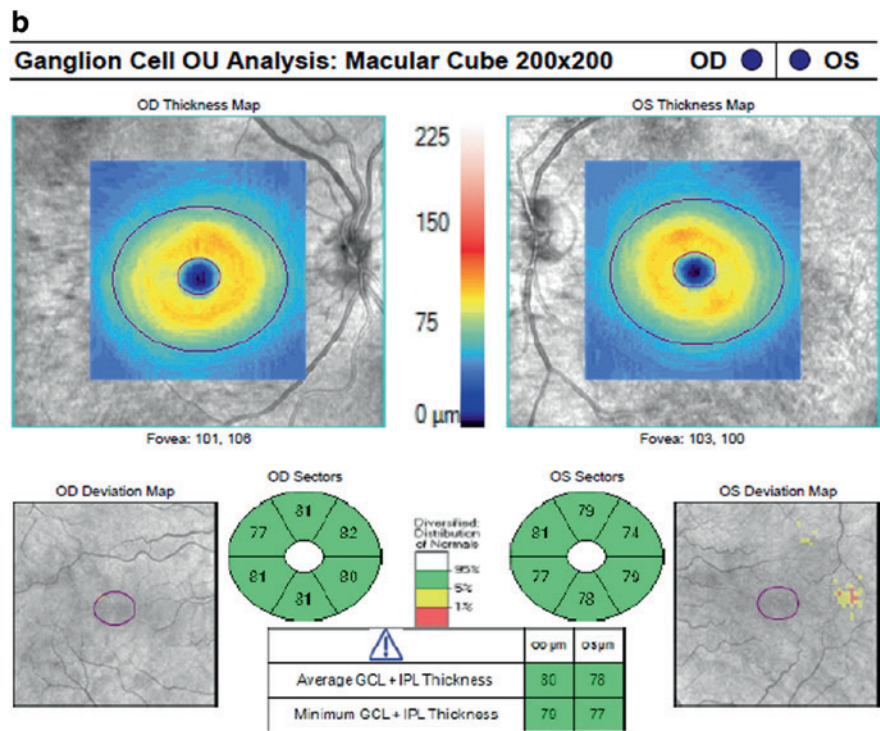 b
Ganglion Cell OU Analysis: Macular Cube 200x200 OD OS
OD Thickness Map
OS Thickness Map
225
150
75
0 μm
Fovea: 101, 106
Fovea: 103, 100
OD Deviation Map
OD Sectors
OS Sectors
OS Deviation Map
81
77 82
81 80
81
Diversified:
Distribution
of Normals
95%
5%
1%
79
81 74
77 79
78
OD μm OS μm
Average GCL + IPL Thickness 80 78
Minimum GCL + IPL Thickness 79 77